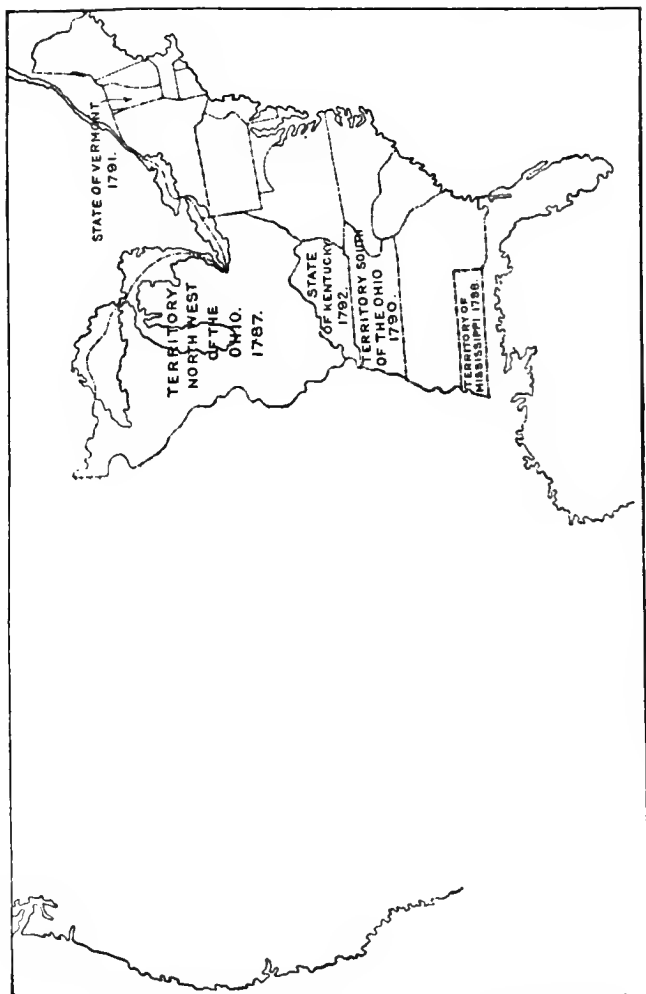 STATE OF VERMONT
1791.
TERRITORY
NORTH WEST
OF THE
OHIO.
1787.
STATE
OF KENTUCKY
1792.
TERRITORY SOUTH
OF THE OHIO
1790.
TERRITORY OF
MISSISSIPPI 1798.